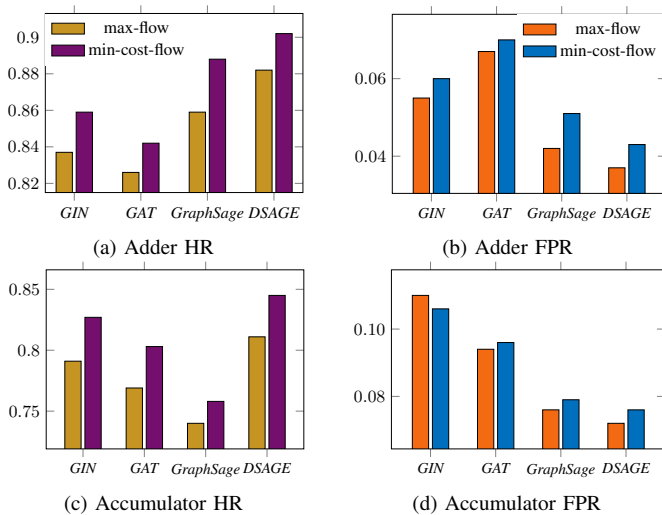 max-flow
min-cost-flow
0.9
0.88
0.86
0.84
0.82
GIN GAT GraphSage DSAGE
(a) Adder HR
max-flow
min-cost-flow
0.06
0.04
GIN GAT GraphSage DSAGE
(b) Adder FPR
0.85
0.8
0.75
GIN GAT GraphSage DSAGE
(c) Accumulator HR
0.10
0.08
GIN GAT GraphSage DSAGE
(d) Accumulator FPR